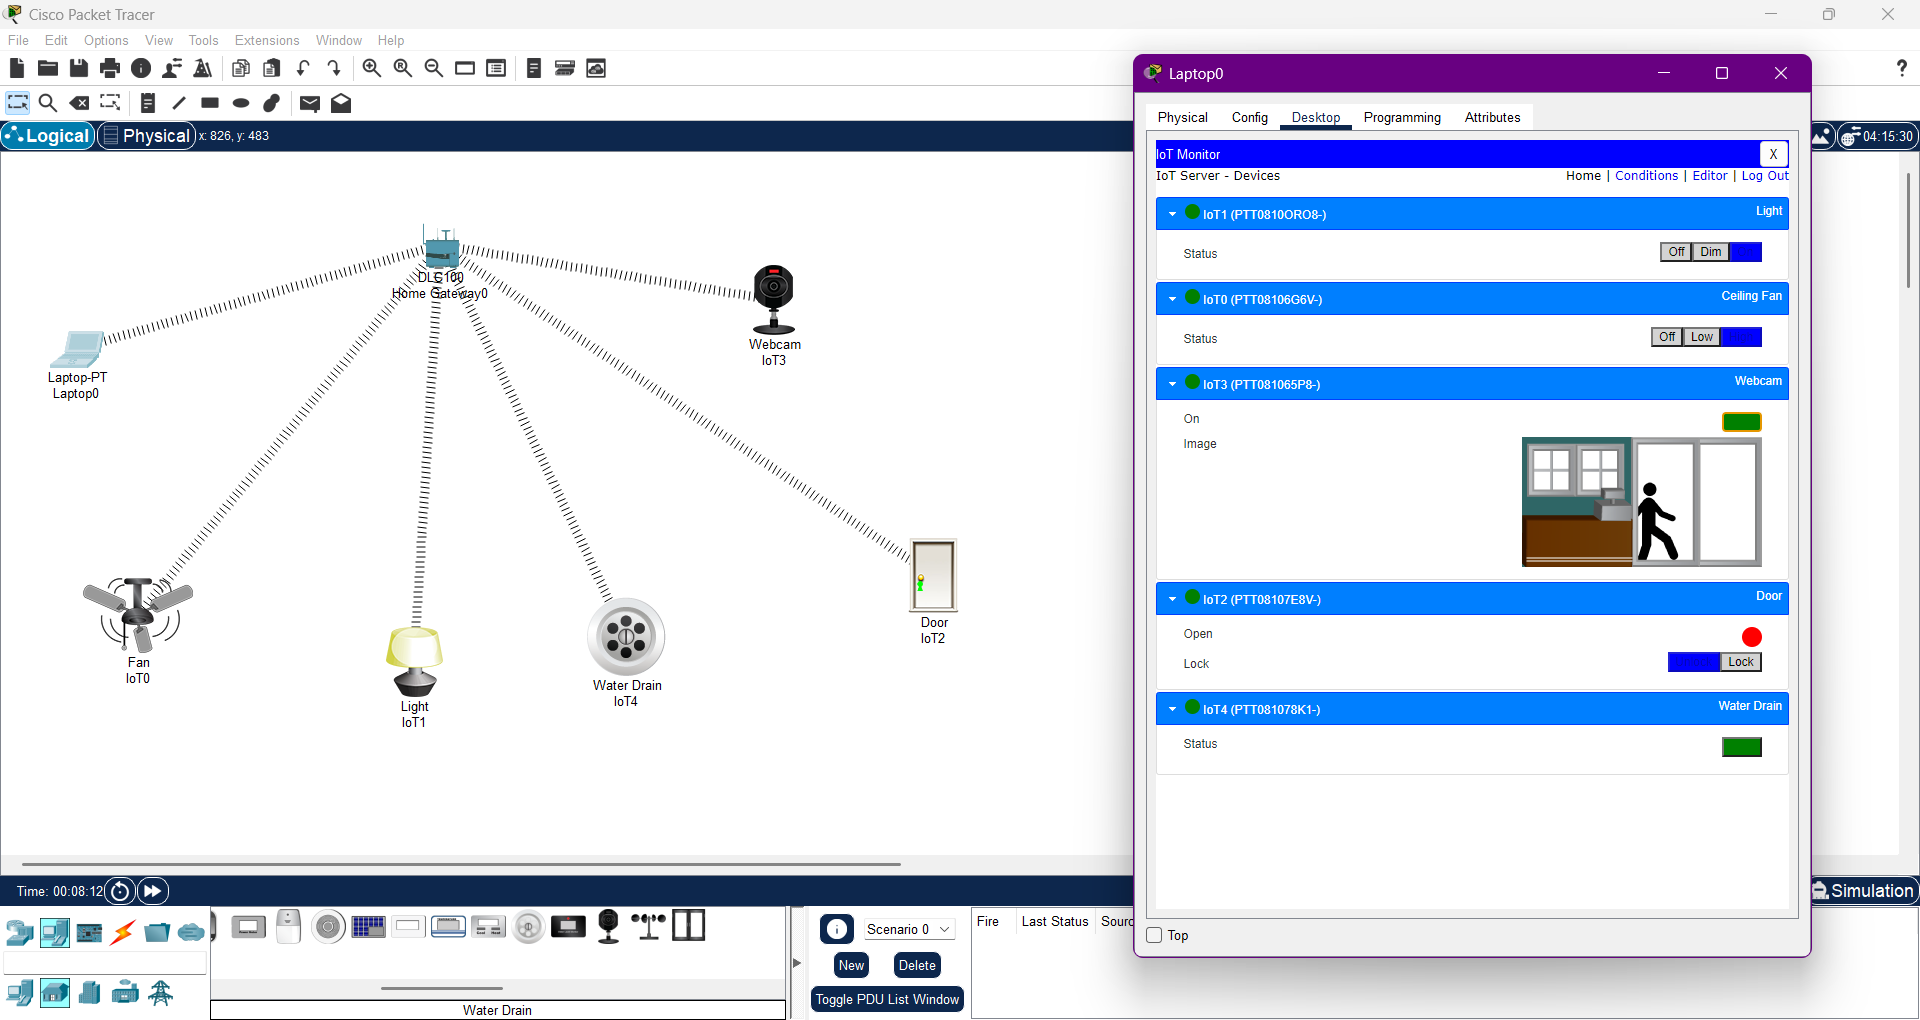 Cisco Packet Tracer
File Edit Options View Tools Extensions Window Help
Logical Physical x: 826, y: 483
04:15:30
DLC100
Home Gateway0
Webcam
IoT3
Laptop-PT
Laptop0
Door
IoT2
Fan
IoT0
Water Drain
IoT4
Light
IoT1
Laptop0
Physical Config Desktop Programming Attributes
IoT Monitor X
IoT Server - Devices Home | Conditions | Editor | Log Out
IoT1 (PTT0810ORO8-) Light
Status Off Dim
IoT0 (PTT08106G6V-) Ceiling Fan
Status Off Low
IoT3 (PTT081065P8-) Webcam
On
Image
IoT2 (PTT08107E8V-) Door
Open
Lock Lock
IoT4 (PTT081078K1-) Water Drain
Status
Top
Time: 00:08:12
Simulation
Scenario 0
New Delete
Toggle PDU List Window
Fire Last Status
Water Drain